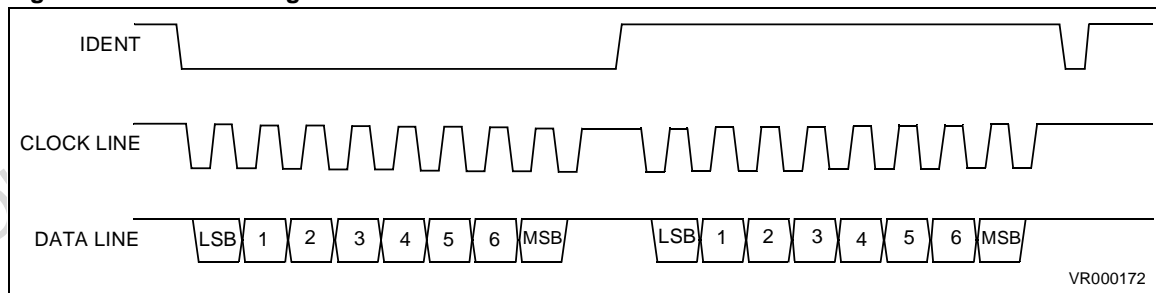 IDENT
CLOCK LINE
DATA LINE LSB 1 2 3 4 5 6 MSB LSB 1 2 3 4 5 6 MSB
VR000172